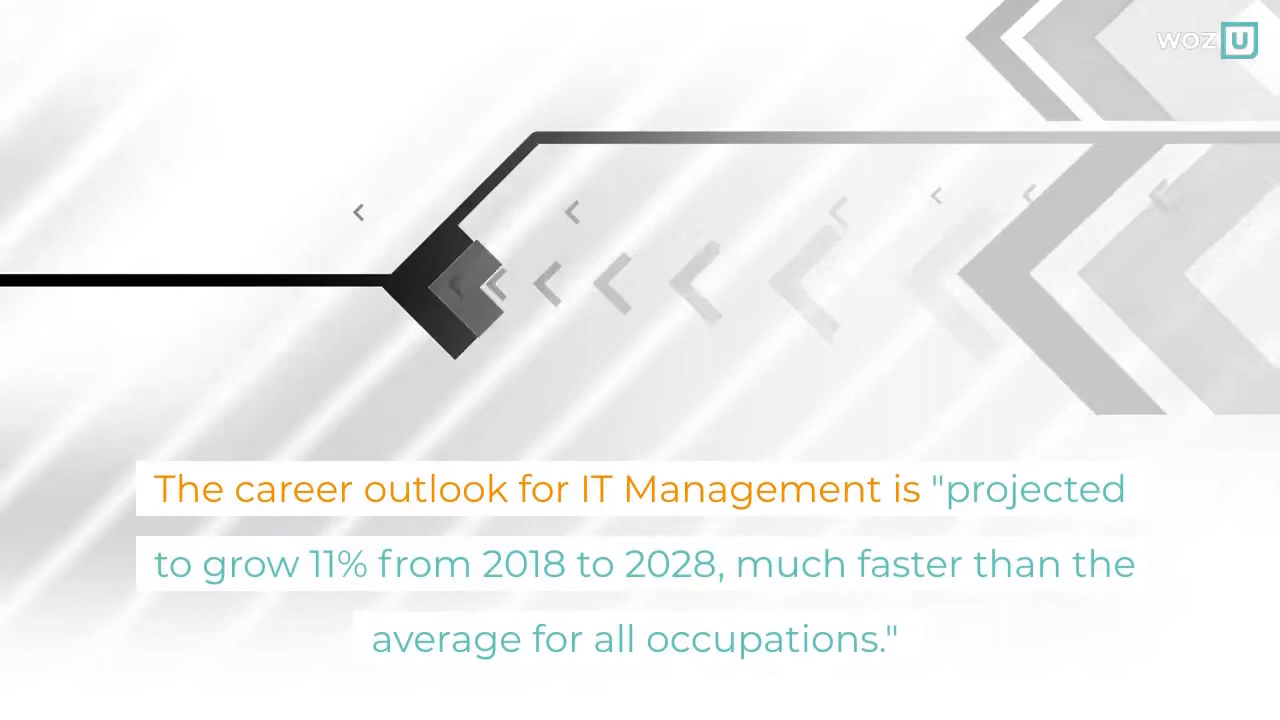 WOZ U
The career outlook for IT Management is "projected
to grow 11% from 2018 to 2028, much faster than the
average for all occupations."